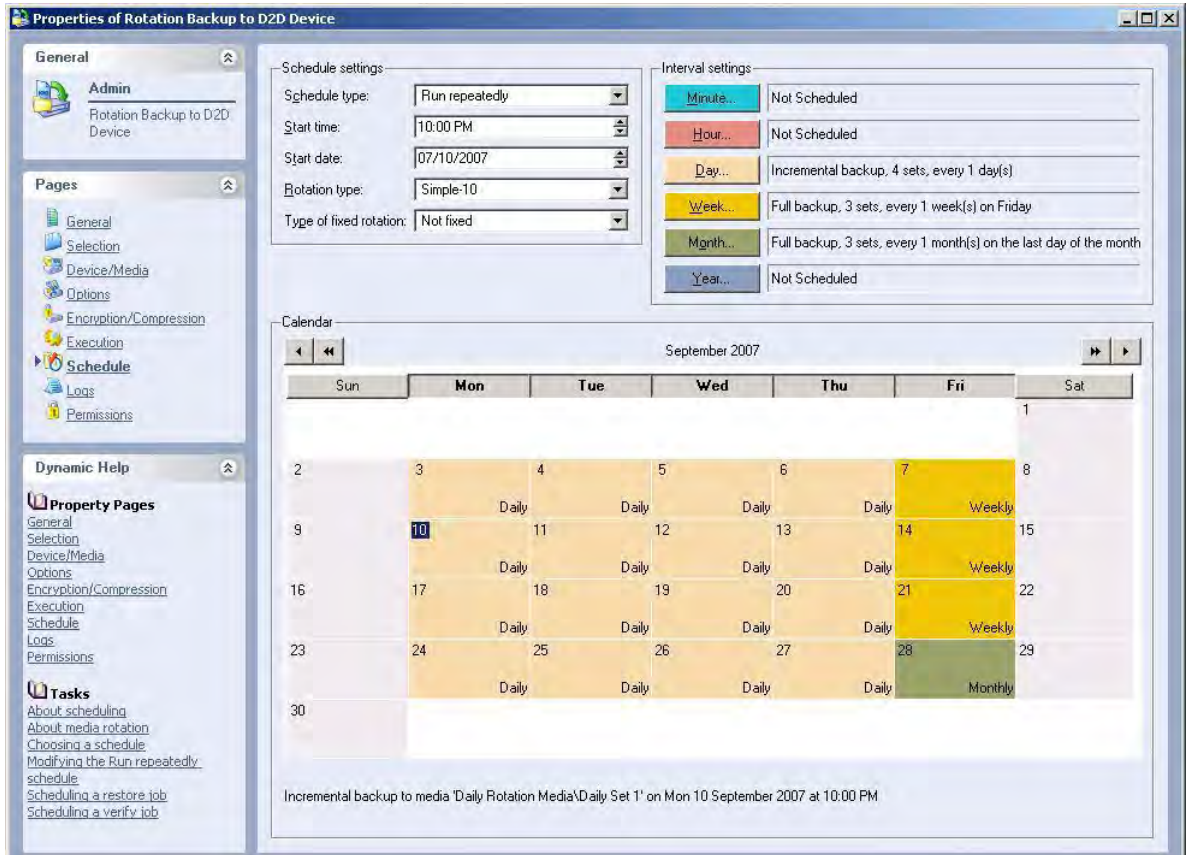 Properties of Rotation Backup to D2D Device
General
Admin
Rotation Backup to D2D
Device
Pages
General
Selection
Device/Media
Options
Encryption/Compression
Execution
Schedule
Logs
Permissions
Dynamic Help
Property Pages
General
Selection
Device/Media
Options
Encryption/Compression
Execution
Schedule
Logs
Permissions
Tasks
About scheduling
About media rotation
Choosing a schedule
Modifying the Run repeatedly
schedule
Scheduling a restore job
Scheduling a verify job
Schedule settings
Schedule type: Run repeatedly
Start time: 10:00 PM
Start date: 07/10/2007
Rotation type: Simple-10
Type of fixed rotation: Not fixed
Interval settings
Minute... Not Scheduled
Hour... Not Scheduled
Day... Incremental backup, 4 sets, every 1 day(s)
Week... Full backup, 3 sets, every 1 week(s) on Friday
Month... Full backup, 3 sets, every 1 month(s) on the last day of the month
Year... Not Scheduled
Calendar
September 2007
Sun Mon Tue Wed Thu Fri Sat
1
2 3 4 5 6 7 8
Daily Daily Daily Daily Weekly
9 10 11 12 13 14 15
Daily Daily Daily Daily Weekly
16 17 18 19 20 21 22
Daily Daily Daily Daily Weekly
23 24 25 26 27 28 29
Daily Daily Daily Daily Monthly
30
Incremental backup to media 'Daily Rotation Media\Daily Set 1' on Mon 10 September 2007 at 10:00 PM